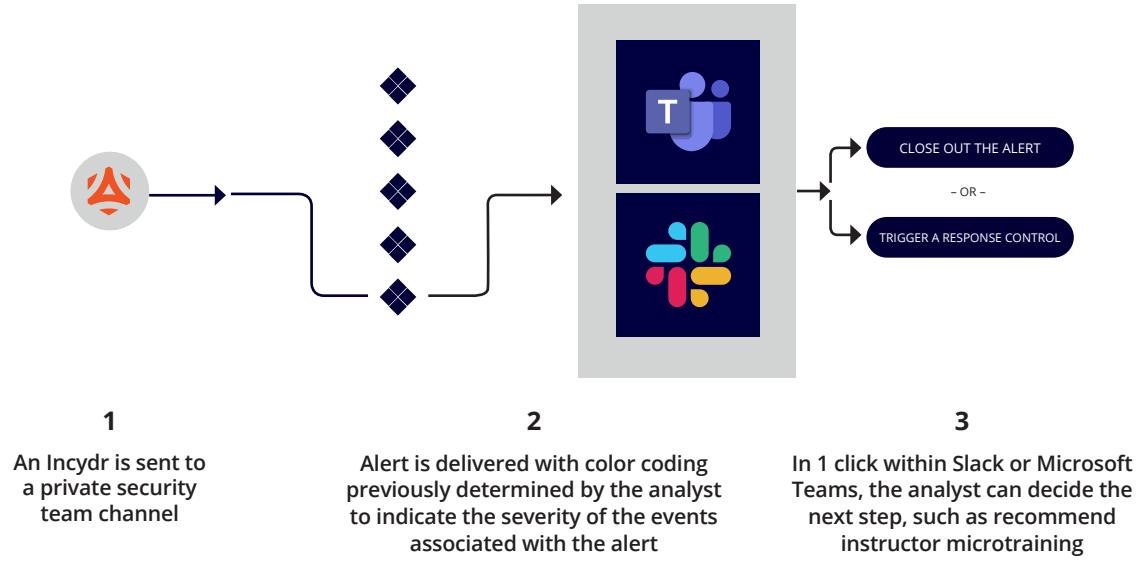 T
CLOSE OUT THE ALERT
– OR –
TRIGGER A RESPONSE CONTROL
1
An Incydr is sent to
a private security
team channel
2
Alert is delivered with color coding
previously determined by the analyst
to indicate the severity of the events
associated with the alert
3
In 1 click within Slack or Microsoft
Teams, the analyst can decide the
next step, such as recommend
instructor microtraining